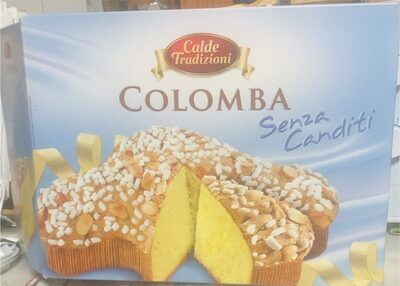 Calde
Tradizioni
COLOMBA
Senza
Canditi